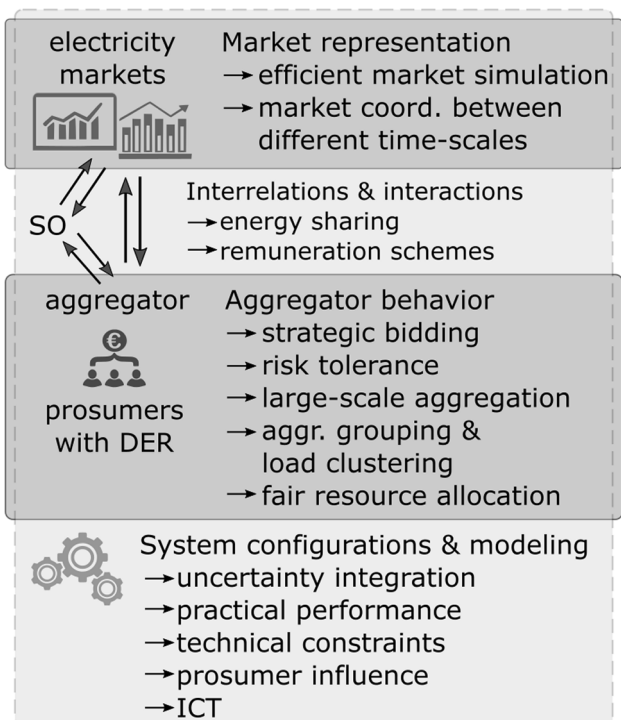 electricity
markets
Market representation
→ efficient market simulation
→ market coord. between
different time-scales
SO
Interrelations & interactions
→ energy sharing
→ remuneration schemes
aggregator
€
prosumers
with DER
Aggregator behavior
→ strategic bidding
→ risk tolerance
→ large-scale aggregation
→ aggr. grouping &
load clustering
→ fair resource allocation
System configurations & modeling
→ uncertainty integration
→ practical performance
→ technical constraints
→ prosumer influence
→ ICT